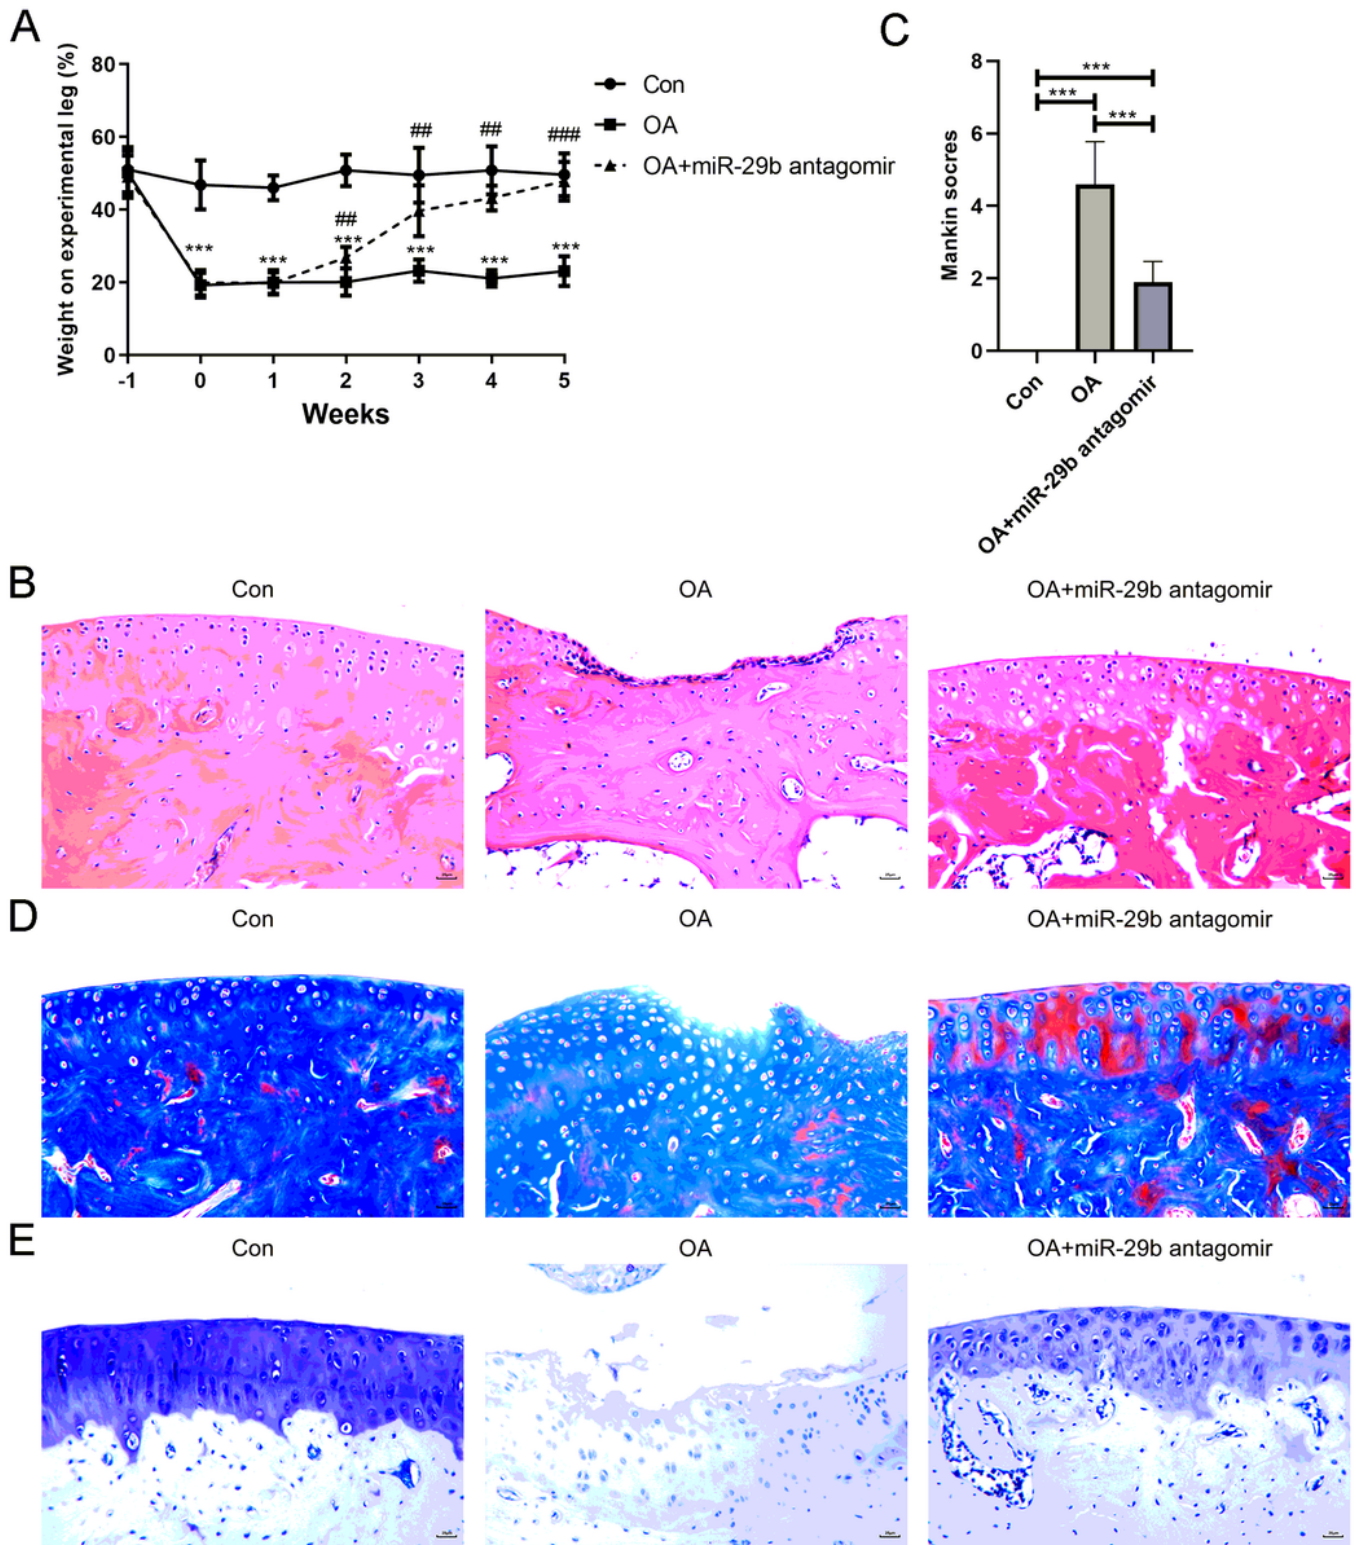 A
Weight on experimental leg (%)
80
60
40
20
0
-1 0 1 2 3 4 5
Weeks
*** *** *** *** *** ***
## ## ## ###
Con
OA
OA+miR-29b antagomir
C
Mankin socres
8
6
4
2
0
***
***
***
Con
OA
OA+miR-29b antagomir
B
Con OA OA+miR-29b antagomir
D
Con OA OA+miR-29b antagomir
E
Con OA OA+miR-29b antagomir